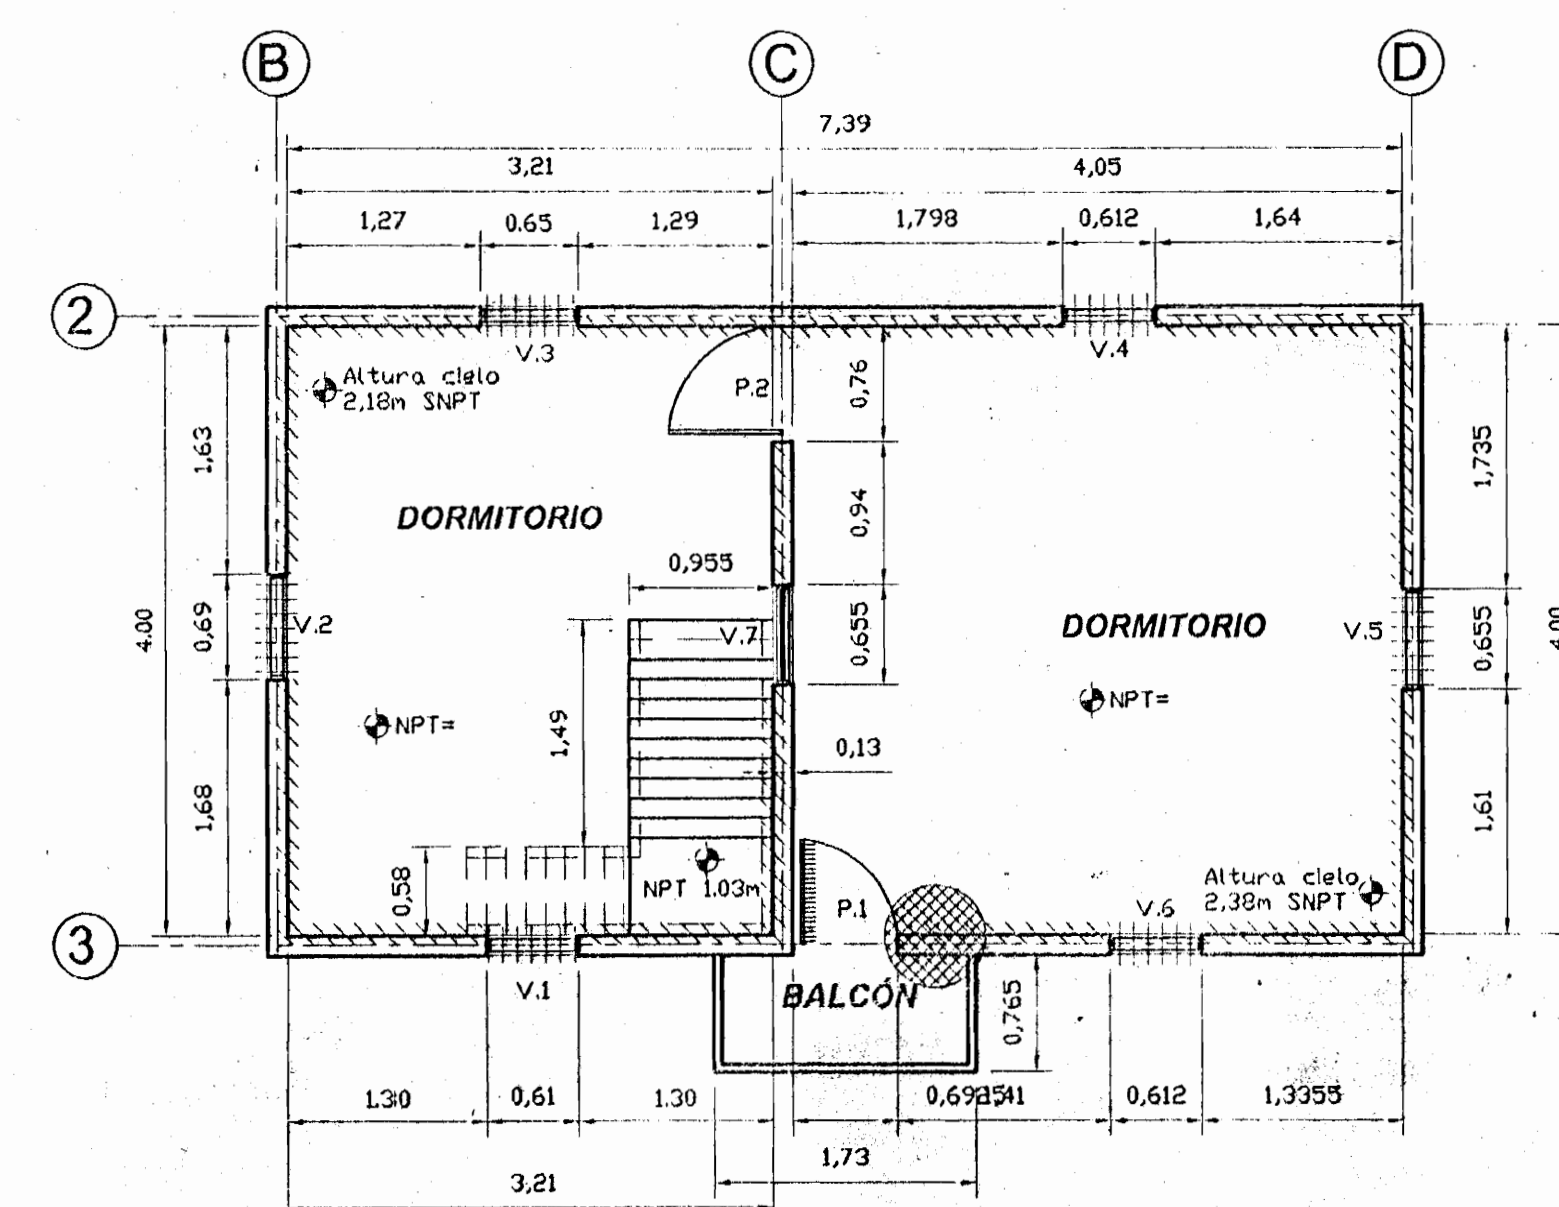 B
C
D
7,39
3,21
4,05
1,27
0.65
1,29
1,798
0,612
1,64
2
V.3
V.4
Altura cielo
2,18m SNPT
P.2
0,76
1,63
1,735
DORMITORIO
0,94
0,955
4.00
0,69
V.2
V.7
0,655
DORMITORIO
V.5
0,655
4,00
NPT=
NPT=
1,49
0,13
1,68
1,61
0,58
NPT 1.03m
P.1
Altura cielo
2,38m SNPT
V.6
3
V.1
BALCÓN
0,765
1.30
0,61
1.30
0,612
1,3355
1,73
3,21